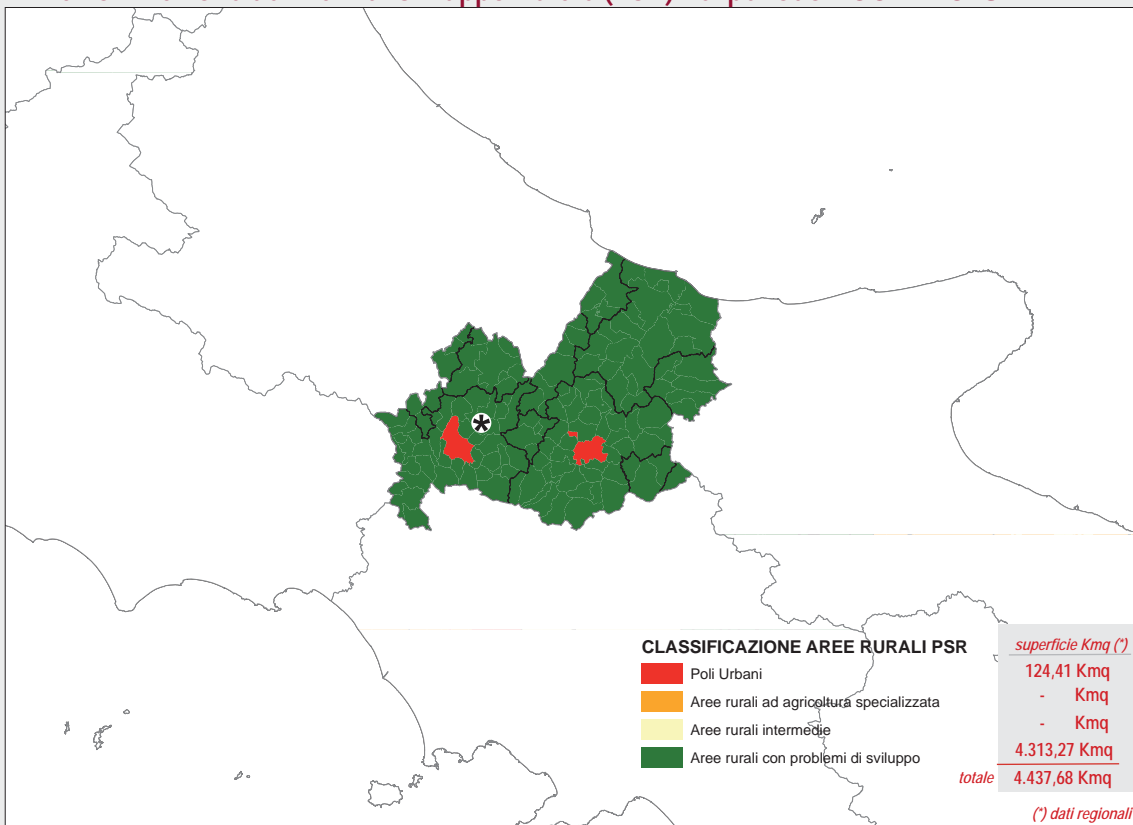 CLASSIFICAZIONE AREE RURALI PSR
superficie Kmq (*)
Poli Urbani
124,41 Kmq
Aree rurali ad agricoltura specializzata
- Kmq
Aree rurali intermedie
- Kmq
Aree rurali con problemi di sviluppo
4.313,27 Kmq
totale
4.437,68 Kmq
(*) dati regionali